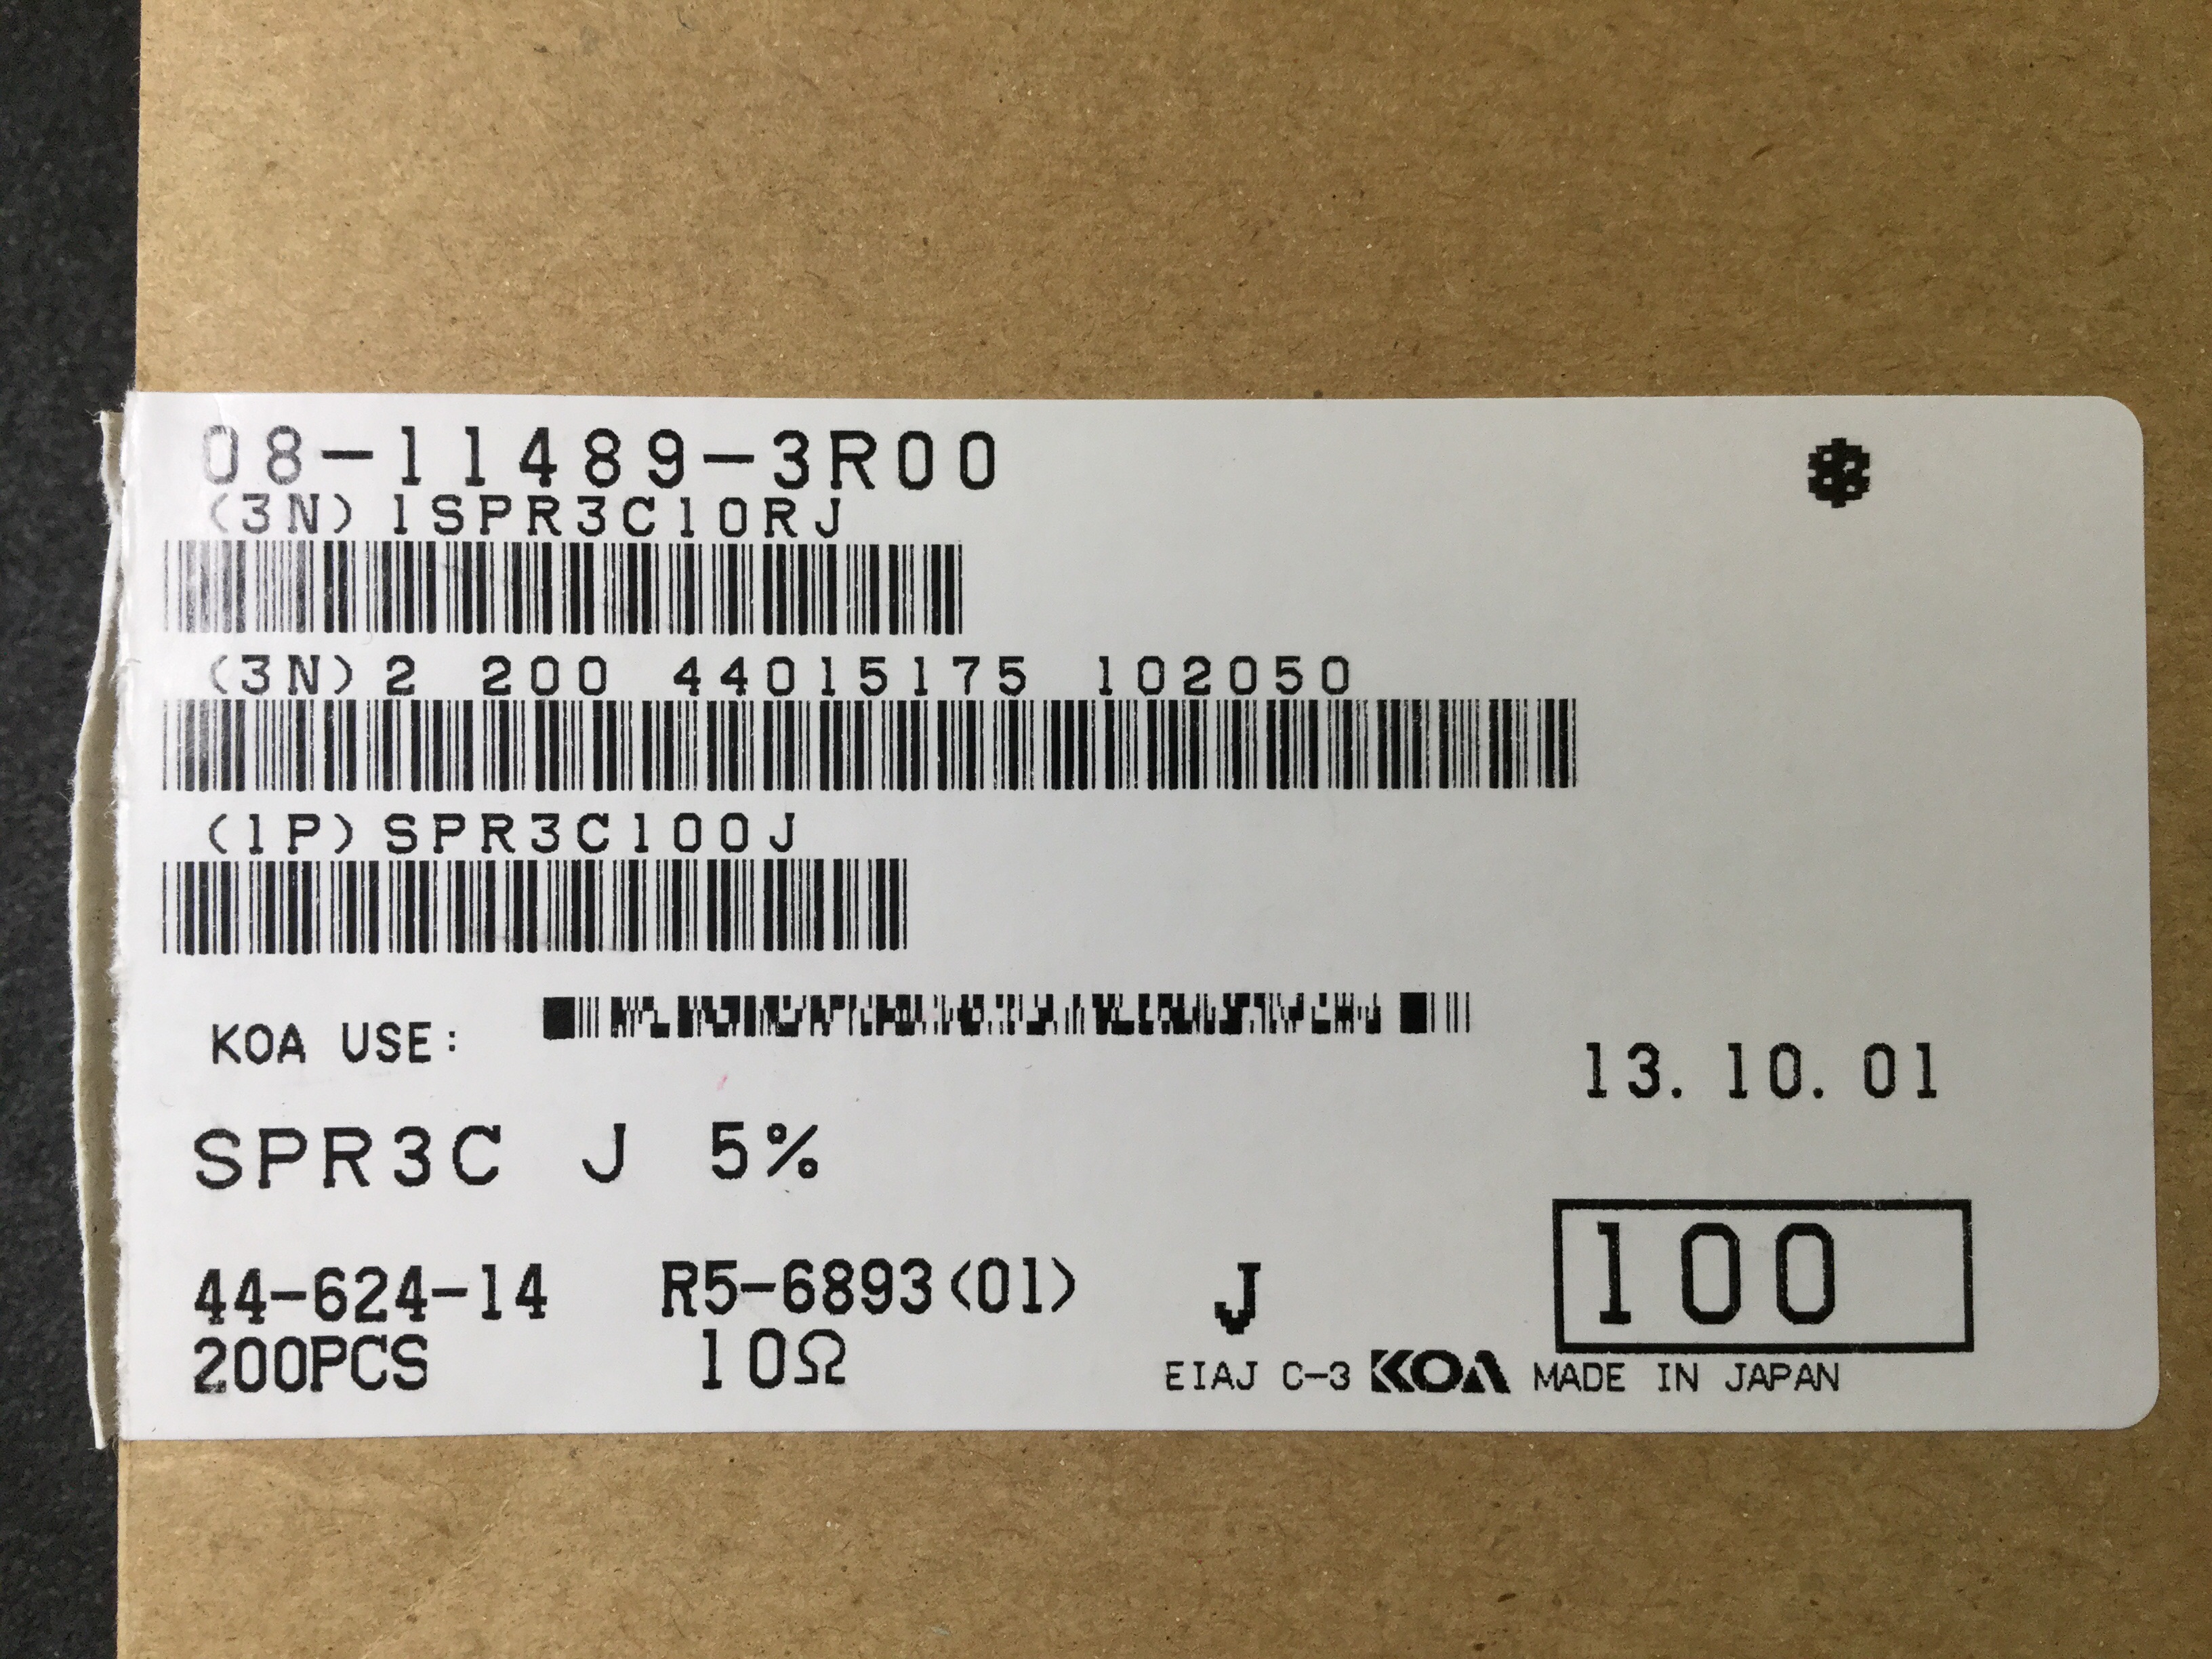 08-11489-3R00
(3N)1SPR3C10RJ
(3N)2 200 44015175 102050
(1P)SPR3C100J
KOA USE:
13.10.01
SPR3C J 5%
44-624-14 R5-6893(01) J 100
200PCS 10Ω
EIAJ C-3 KOA MADE IN JAPAN